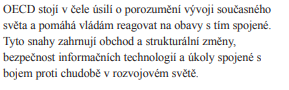 OECD stojí v čele úsilí o porozumění vývoji současného
světa a pomáhá vládám reagovat na obavy s tím spojené.
Tyto snahy zahrnují obchod a strukturální změny,
bezpečnost informačních technologií a úkoly spojené s
bojem proti chudobě v rozvojovém světě.